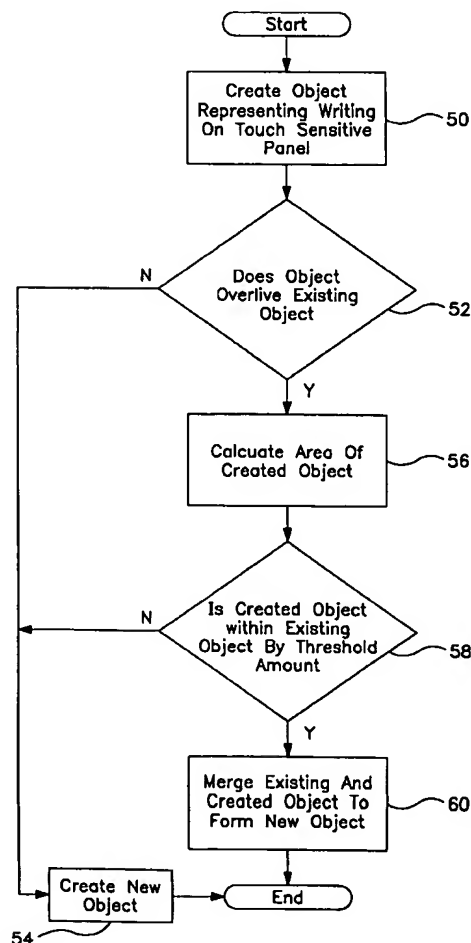 Start
Create Object
Representing Writing
On Touch Sensitive
Panel
50
N
Does Object
Overlive Existing
Object
52
Y
Calcuate Area Of
Created Object
56
N
Is Created Object
within Existing
Object By Threshold
Amount
58
Y
Merge Existing And
Created Object To
Form New Object
60
Create New
Object
End
54